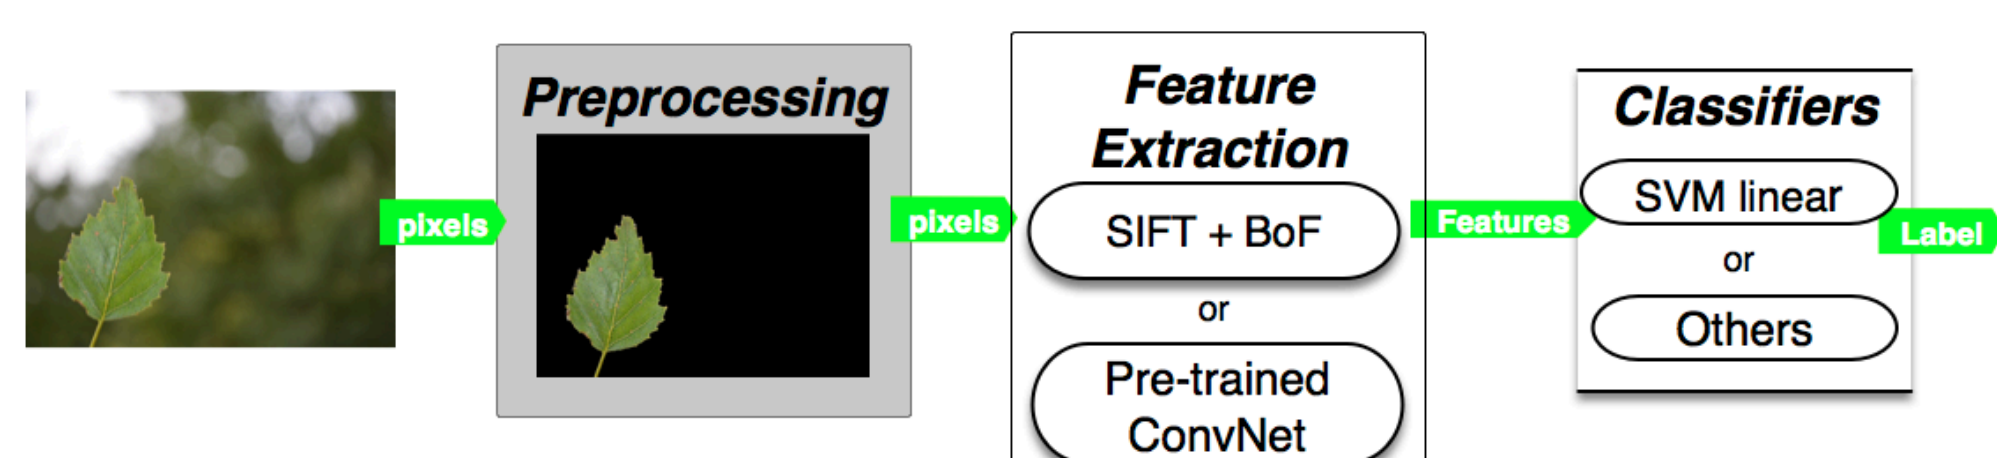 pixels
Preprocessing
pixels
Feature
Extraction
SIFT + BoF
or
Pre-trained
ConvNet
Features
Classifiers
SVM linear
or
Others
Label